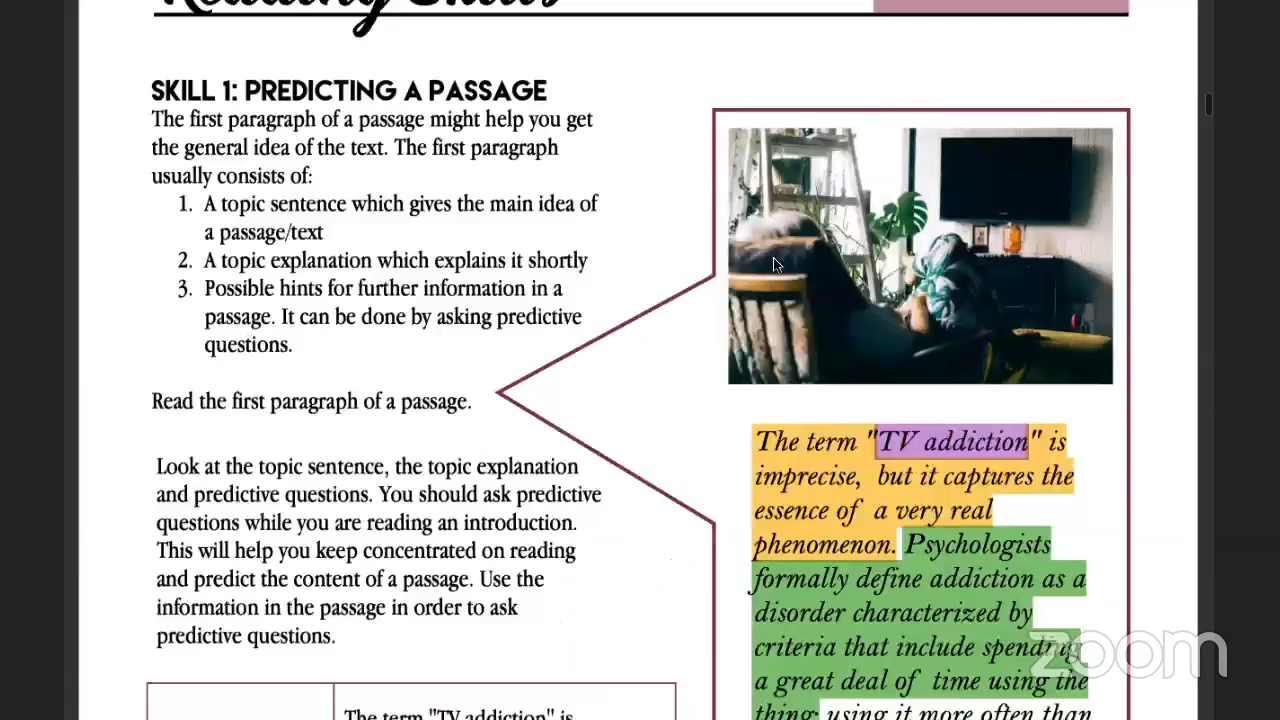 Reading Skills
SKILL 1: PREDICTING A PASSAGE
The first paragraph of a passage might help you get
the general idea of the text. The first paragraph
usually consists of:
1. A topic sentence which gives the main idea of
a passage/text
2. A topic explanation which explains it shortly
3. Possible hints for further information in a
passage. It can be done by asking predictive
questions.
Read the first paragraph of a passage.
Look at the topic sentence, the topic explanation
and predictive questions. You should ask predictive
questions while you are reading an introduction.
This will help you keep concentrated on reading
and predict the content of a passage. Use the
information in the passage in order to ask
predictive questions.
The term "TV addiction" is
The term "TV addiction" is
imprecise, but it captures the
essence of a very real
phenomenon. Psychologists
formally define addiction as a
disorder characterized by
criteria that include spending
a great deal of time using the
thing; using it more often than
zoom